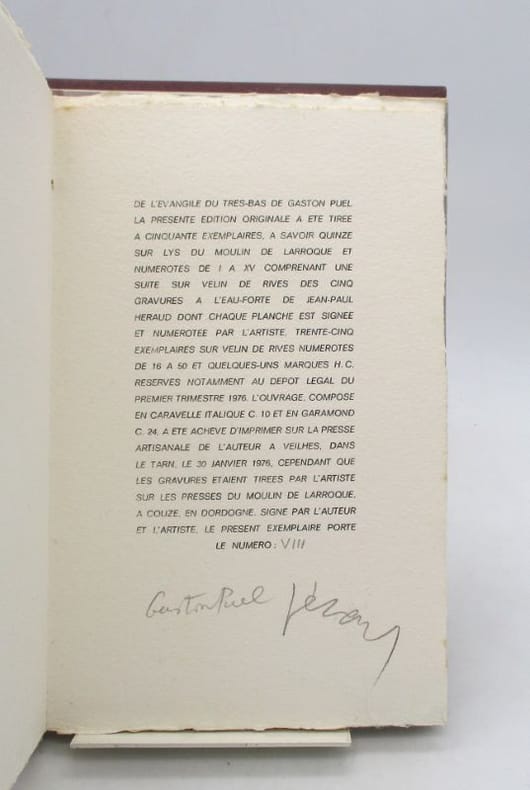 DE L'EVANGILE DU TRES-BAS DE GASTON PUEL
LA PRESENTE EDITION ORIGINALE A ETE TIREE
A CINQUANTE EXEMPLAIRES, A SAVOIR QUINZE
SUR LYS DU MOULIN DE LARROQUE ET
NUMEROTES DE I A XV COMPRENANT UNE
SUITE SUR VELIN DE RIVES DES CINQ
GRAVURES A L'EAU-FORTE DE JEAN-PAUL
HERAUD DONT CHAQUE PLANCHE EST SIGNEE
ET NUMEROTEE PAR L'ARTISTE, TRENTE-CINQ
EXEMPLAIRES SUR VELIN DE RIVES NUMEROTES
DE 16 A 50 ET QUELQUES-UNS MARQUES H.C.
RESERVES NOTAMMENT AU DEPOT LEGAL DU
PREMIER TRIMESTRE 1976. L'OUVRAGE, COMPOSE
EN CARAVELLE ITALIQUE C. 10 ET EN GARAMOND
C. 24, A ETE ACHEVE D'IMPRIMER SUR LA PRESSE
ARTISANALE DE L'AUTEUR A VEILHES, DANS
LE TARN, LE 30 JANVIER 1976, CEPENDANT QUE
LES GRAVURES ETAIENT TIREES PAR L'ARTISTE
SUR LES PRESSES DU MOULIN DE LARROQUE,
A COUZE, EN DORDOGNE. SIGNE PAR L'AUTEUR
ET L'ARTISTE, LE PRESENT EXEMPLAIRE PORTE
LE NUMERO : VIII
Gaston Puel